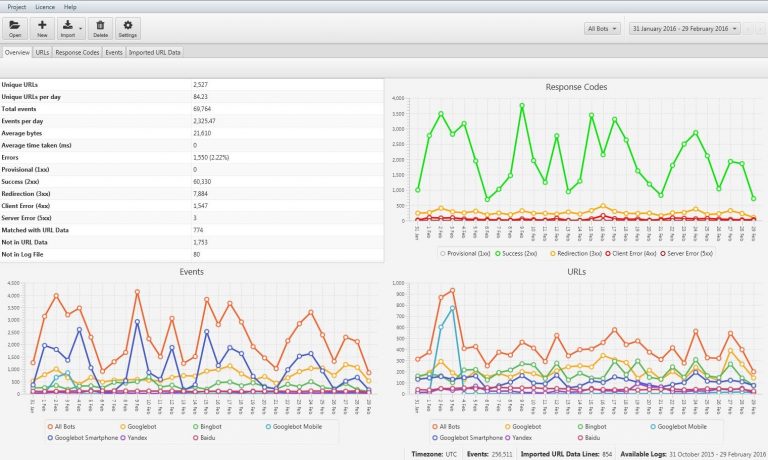 Project Licence Help
Open New Import Delete Settings
All Bots 31 January 2016 - 29 February 2016
Overview URLs Response Codes Events Imported URL Data
Unique URLs 2,527
Unique URLs per day 84.23
Total events 69,764
Events per day 2,325.47
Average bytes 21,610
Average time taken (ms) 0
Errors 1,550 (2.22%)
Provisional (1xx) 0
Success (2xx) 60,330
Redirection (3xx) 7,884
Client Error (4xx) 1,547
Server Error (5xx) 3
Matched with URL Data 774
Not in URL Data 1,753
Not in Log File 80
Response Codes
4,000
3,500
3,000
2,500
2,000
1,500
1,000
500
0
31 Jan 1 Feb 2 Feb 3 Feb 4 Feb 5 Feb 6 Feb 7 Feb 8 Feb 9 Feb 10 Feb 11 Feb 12 Feb 13 Feb 14 Feb 15 Feb 16 Feb 17 Feb 18 Feb 19 Feb 20 Feb 21 Feb 22 Feb 23 Feb 24 Feb 25 Feb 26 Feb 27 Feb 28 Feb 29 Feb
Provisional (1xx) Success (2xx) Redirection (3xx) Client Error (4xx) Server Error (5xx)
Events
4,500
4,000
3,500
3,000
2,500
2,000
1,500
1,000
500
0
31 Jan 1 Feb 2 Feb 3 Feb 4 Feb 5 Feb 6 Feb 7 Feb 8 Feb 9 Feb 10 Feb 11 Feb 12 Feb 13 Feb 14 Feb 15 Feb 16 Feb 17 Feb 18 Feb 19 Feb 20 Feb 21 Feb 22 Feb 23 Feb 24 Feb 25 Feb 26 Feb 27 Feb 28 Feb 29 Feb
All Bots Googlebot Bingbot Googlebot Mobile
Googlebot Smartphone Yandex Baidu
URLs
1,000
900
800
700
600
500
400
300
200
100
0
31 Jan 1 Feb 2 Feb 3 Feb 4 Feb 5 Feb 6 Feb 7 Feb 8 Feb 9 Feb 10 Feb 11 Feb 12 Feb 13 Feb 14 Feb 15 Feb 16 Feb 17 Feb 18 Feb 19 Feb 20 Feb 21 Feb 22 Feb 23 Feb 24 Feb 25 Feb 26 Feb 27 Feb 28 Feb 29 Feb
All Bots Googlebot Bingbot Googlebot Mobile
Googlebot Smartphone Yandex Baidu
Timezone: UTC Events: 256,511 Imported URL Data Lines: 854 Available Logs: 31 October 2015 - 29 February 2016